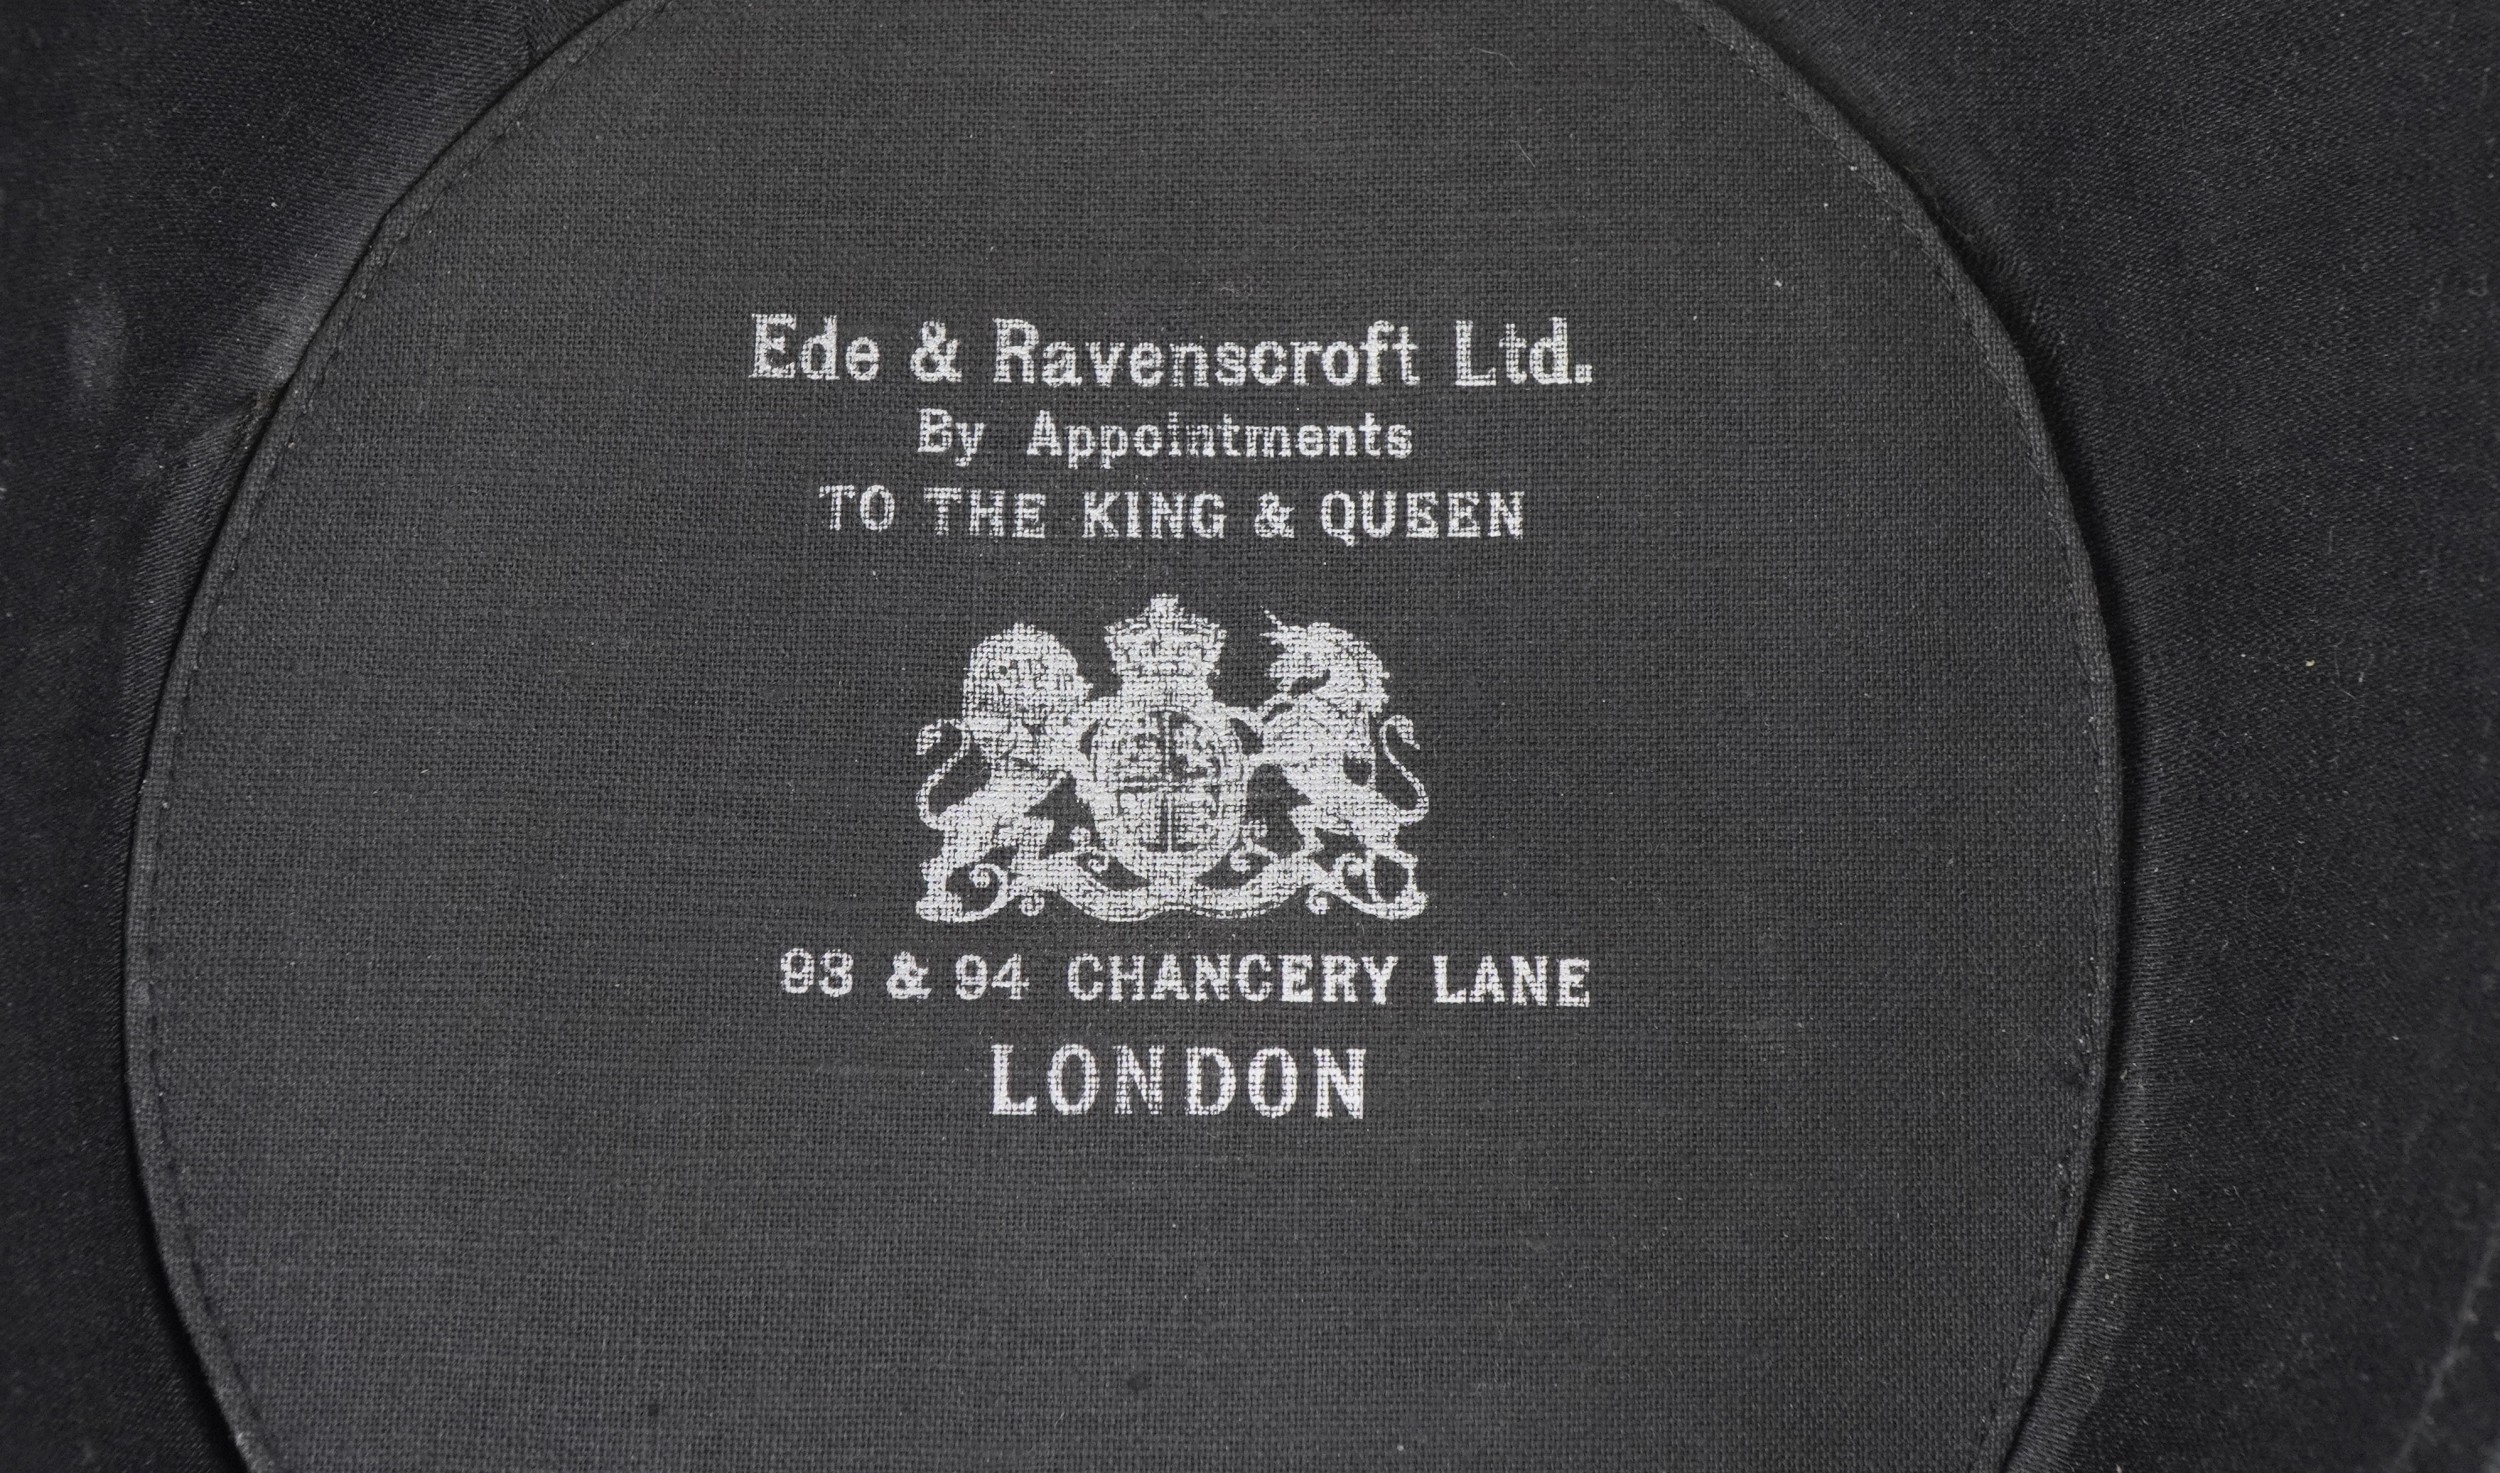 Ede & Ravenscroft Ltd.
By Appointments
TO THE KING & QUEEN
93 & 94 CHANCERY LANE
LONDON